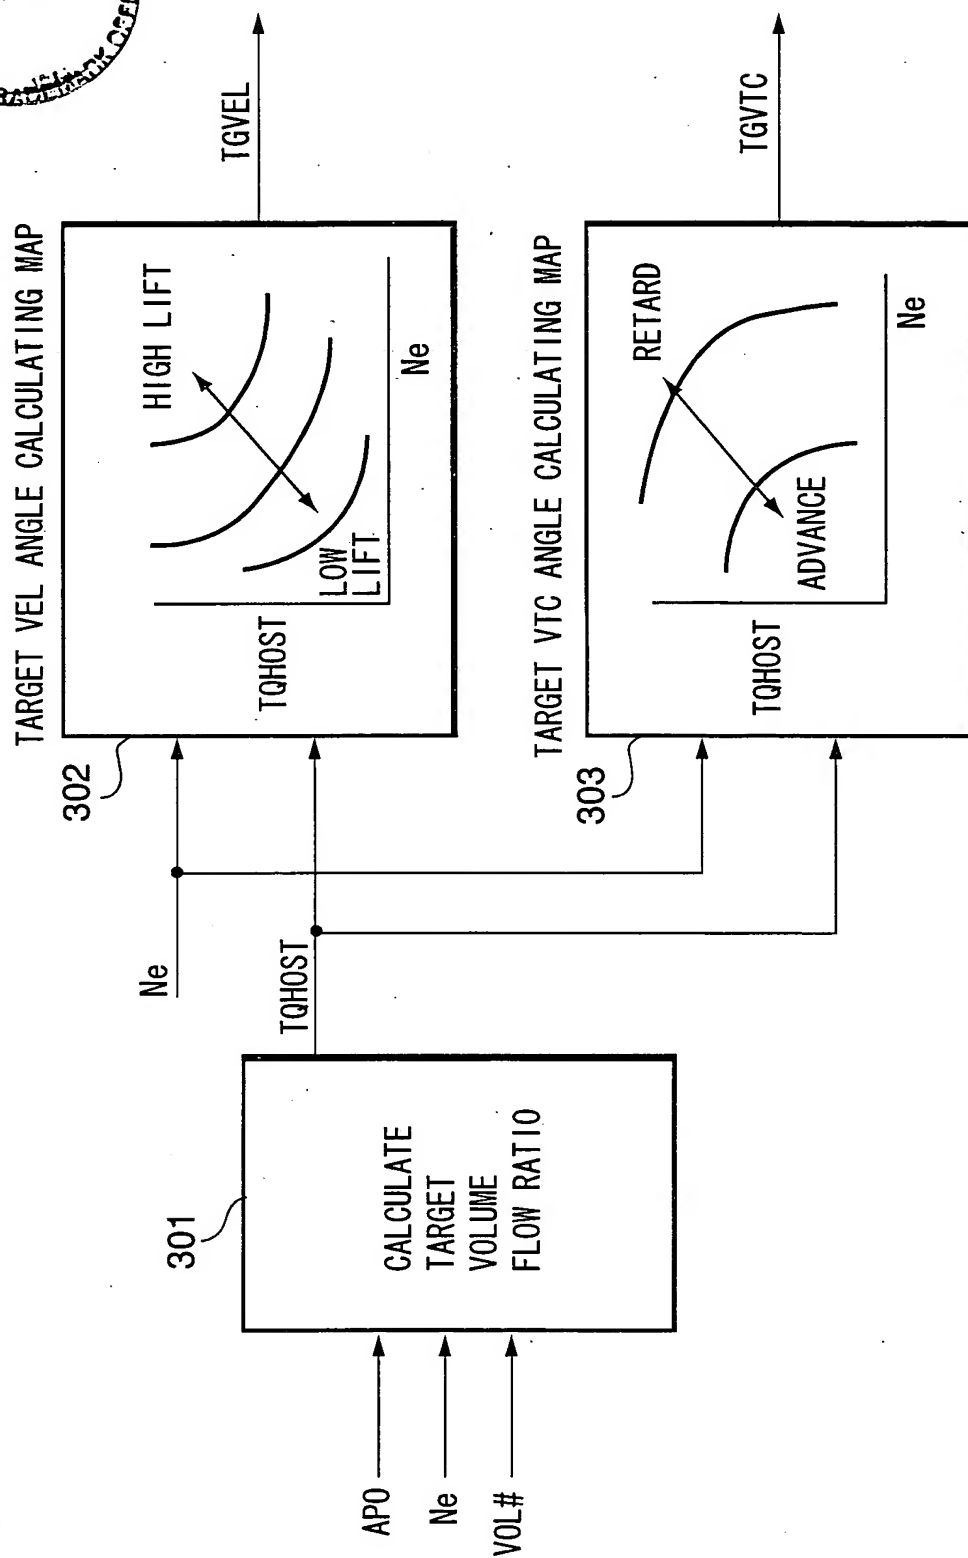 APO
Ne
VOL#
301
CALCULATE
TARGET
VOLUME
FLOW RATIO
Ne
TQHOST
302
TARGET VEL ANGLE CALCULATING MAP
TQHOST
HIGH LIFT
LOW
LIFT
Ne
TGVEL
303
TARGET VTC ANGLE CALCULATING MAP
TQHOST
RETARD
ADVANCE
Ne
TGVTC